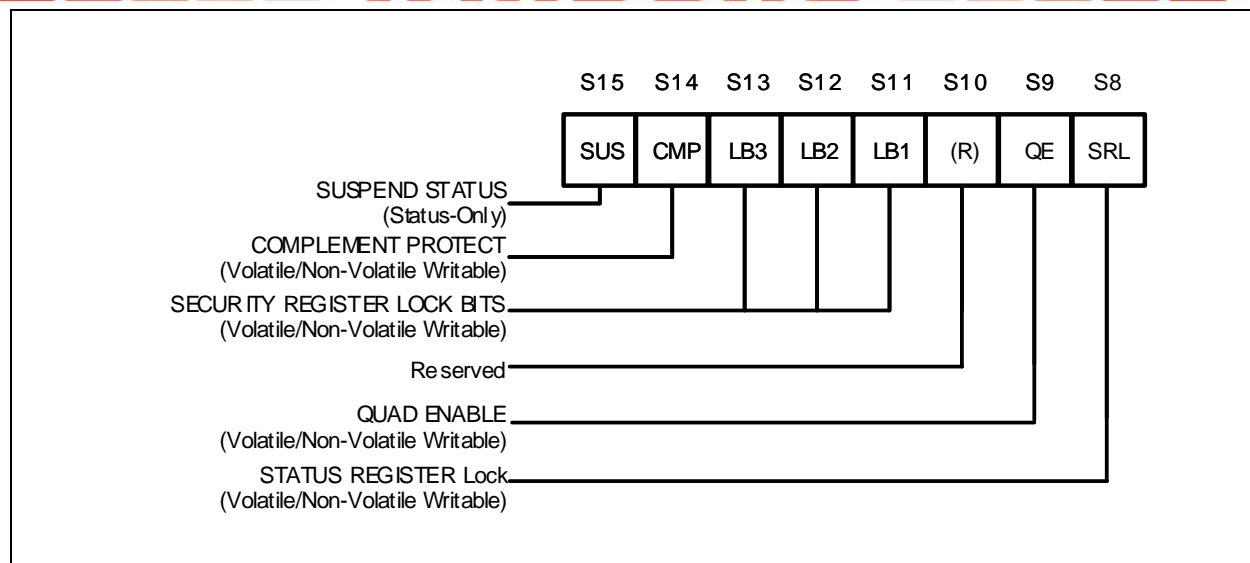 S15 S14 S13 S12 S11 S10 S9 S8
SUS CMP LB3 LB2 LB1 (R) QE SRL
SUSPEND STATUS
(Status-Only)
COMPLEMENT PROTECT
(Volatile/Non-Volatile Writable)
SECURITY REGISTER LOCK BITS
(Volatile/Non-Volatile Writable)
Reserved
QUAD ENABLE
(Volatile/Non-Volatile Writable)
STATUS REGISTER Lock
(Volatile/Non-Volatile Writable)